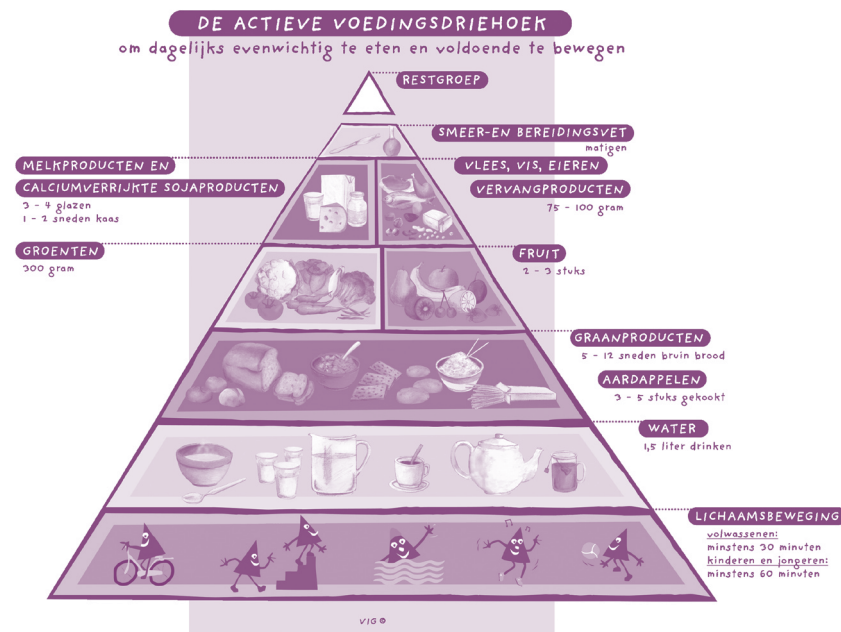 DE ACTIEVE VOEDINGSDRIEHOEK
om dagelijks evenwichtig te eten en voldoende te bewegen
RESTGROEP
SMEER-EN BEREIDINGSVET
matigen
MELKPRODUCTEN EN
CALCIUMVERRIJKTE SOJAPRODUCTEN
3 - 4 glazen
1 - 2 sneden kaas
VLEES, VIS, EIEREN
VERVANGPRODUCTEN
75 - 100 gram
GROENTEN
300 gram
FRUIT
2 - 3 stuks
GRAANPRODUCTEN
5 - 12 sneden bruin brood
AARDAPPELEN
3 - 5 stuks gekookt
WATER
1,5 liter drinken
LICHAAMSBEWEGING
volwassenen:
minstens 30 minuten
kinderen en jongeren:
minstens 60 minuten
VIG ©